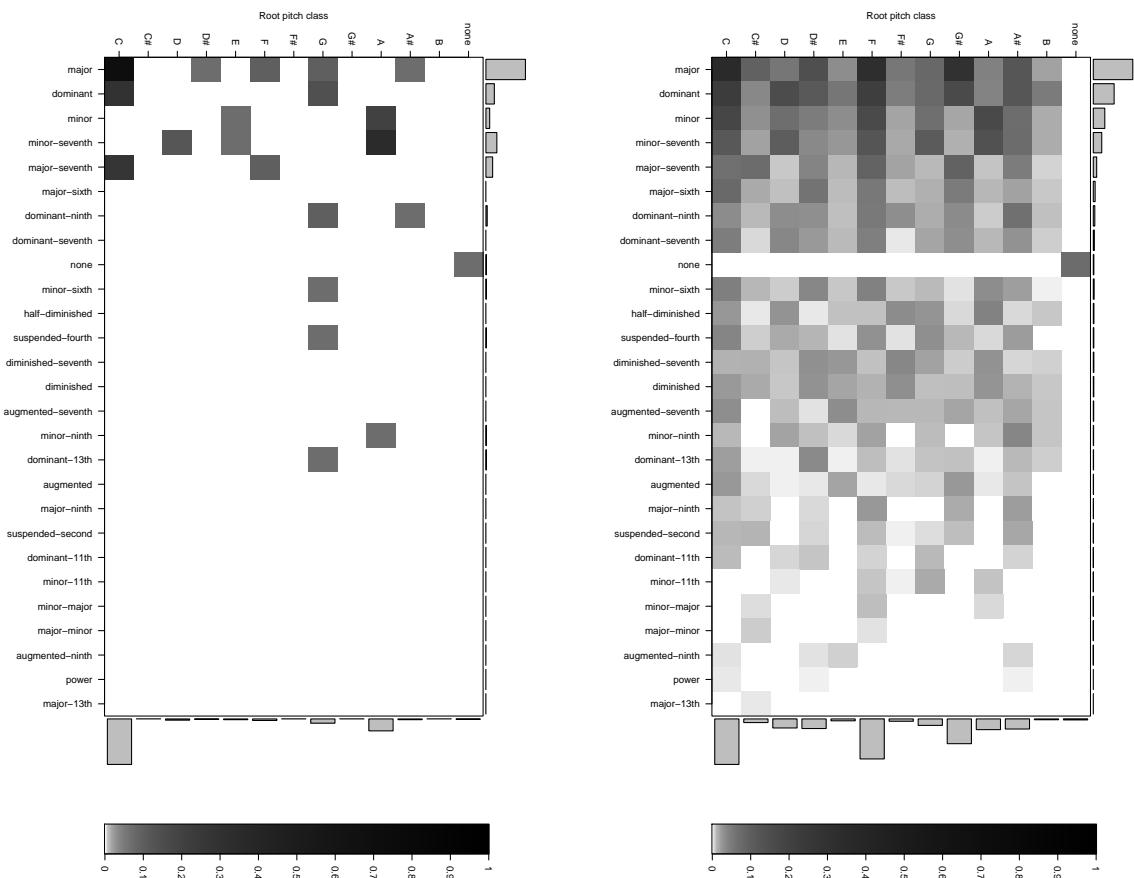 Root pitch class
C
C#
D
D#
E
F
F#
G
G#
A
A#
B
none
major
dominant
minor
minor−seventh
major−seventh
major−sixth
dominant−ninth
dominant−seventh
none
minor−sixth
half−diminished
suspended−fourth
diminished−seventh
diminished
augmented−seventh
minor−ninth
dominant−13th
augmented
major−ninth
suspended−second
dominant−11th
minor−11th
minor−major
major−minor
augmented−ninth
power
major−13th
0
0.1
0.2
0.3
0.4
0.5
0.6
0.7
0.8
0.9
1
Root pitch class
C
C#
D
D#
E
F
F#
G
G#
A
A#
B
none
major
dominant
minor
minor−seventh
major−seventh
major−sixth
dominant−ninth
dominant−seventh
none
minor−sixth
half−diminished
suspended−fourth
diminished−seventh
diminished
augmented−seventh
minor−ninth
dominant−13th
augmented
major−ninth
suspended−second
dominant−11th
minor−11th
minor−major
major−minor
augmented−ninth
power
major−13th
0
0.1
0.2
0.3
0.4
0.5
0.6
0.7
0.8
0.9
1